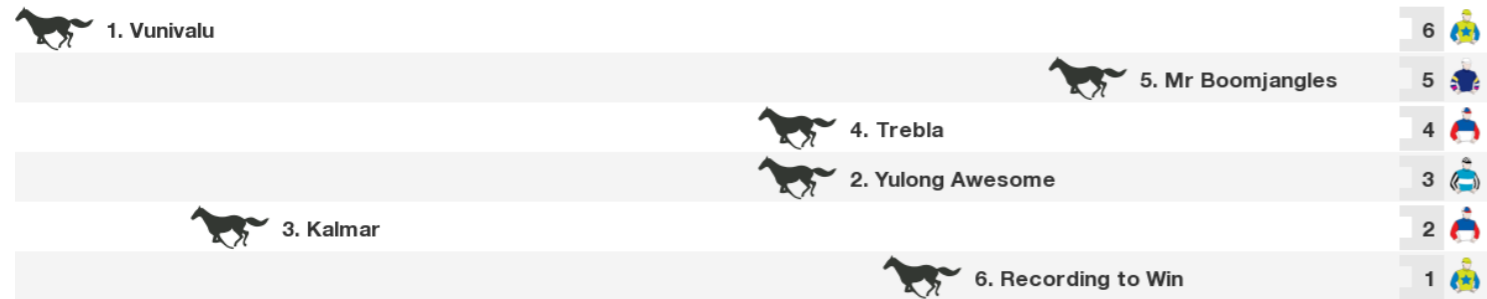 1. Vunivalu 6
5. Mr Boomjangles 5
4. Trebla 4
2. Yulong Awesome 3
3. Kalmar 2
6. Recording to Win 1